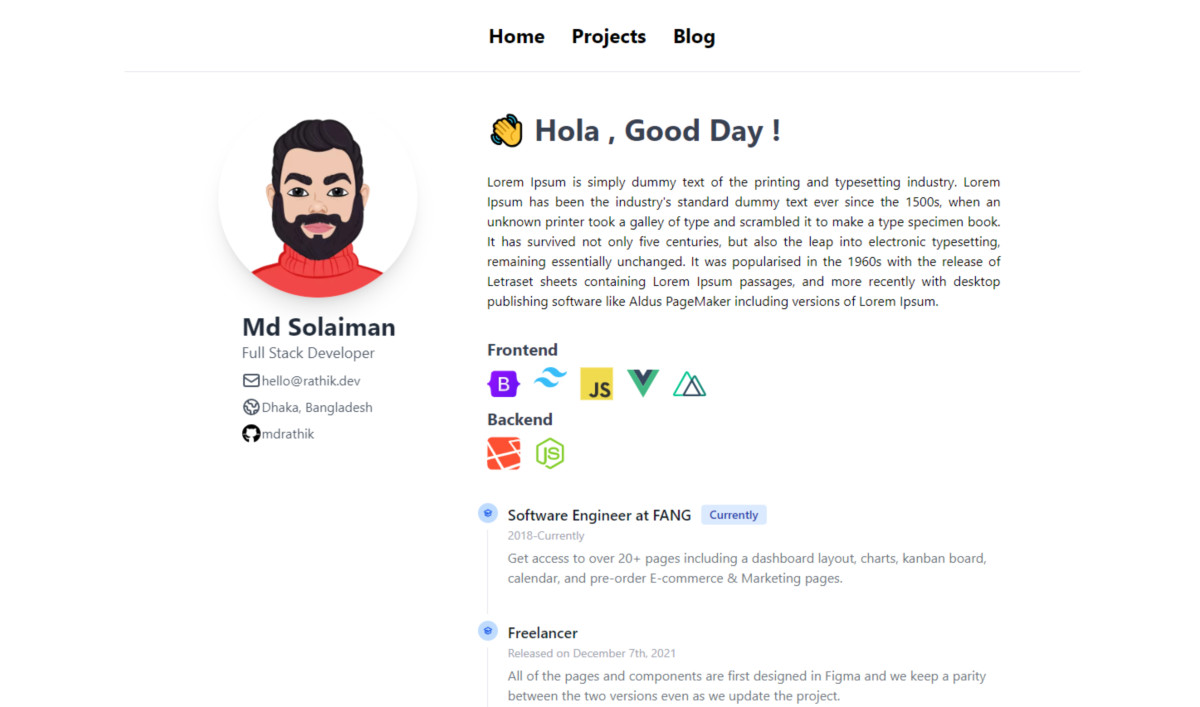 Home Projects Blog
Hola , Good Day !
Lorem Ipsum is simply dummy text of the printing and typesetting industry. Lorem
Ipsum has been the industry's standard dummy text ever since the 1500s, when an
unknown printer took a galley of type and scrambled it to make a type specimen book.
It has survived not only five centuries, but also the leap into electronic typesetting,
remaining essentially unchanged. It was popularised in the 1960s with the release of
Letraset sheets containing Lorem Ipsum passages, and more recently with desktop
publishing software like Aldus PageMaker including versions of Lorem Ipsum.
Md Solaiman
Full Stack Developer
hello@rathik.dev
Dhaka, Bangladesh
mdrathik
Frontend
B JS
Backend
JS
Software Engineer at FANG Currently
2018-Currently
Get access to over 20+ pages including a dashboard layout, charts, kanban board,
calendar, and pre-order E-commerce & Marketing pages.
Freelancer
Released on December 7th, 2021
All of the pages and components are first designed in Figma and we keep a parity
between the two versions even as we update the project.